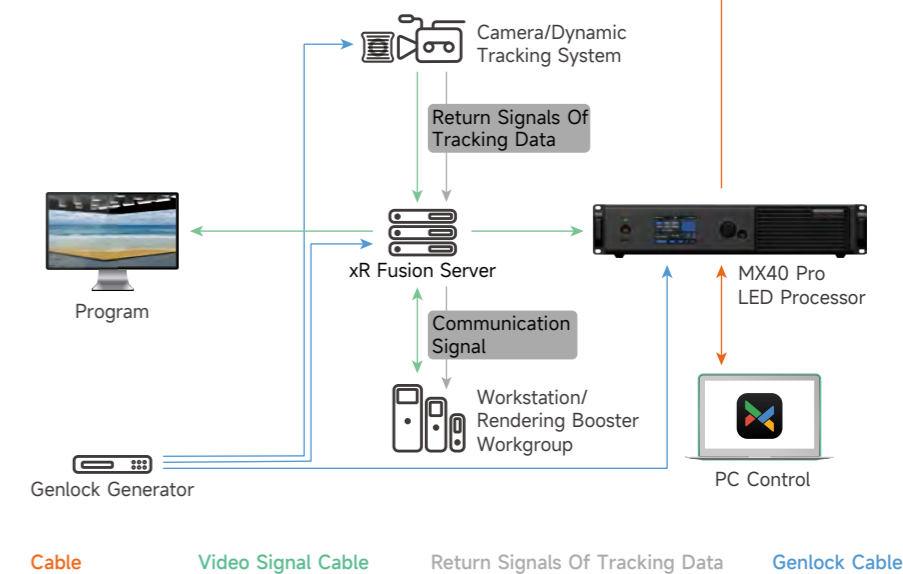 Camera/Dynamic
Tracking System
Return Signals Of
Tracking Data
xR Fusion Server
Program
MX40 Pro
LED Processor
Communication
Signal
Workstation/
Rendering Booster
Workgroup
PC Control
Genlock Generator
Cable
Video Signal Cable
Return Signals Of Tracking Data
Genlock Cable